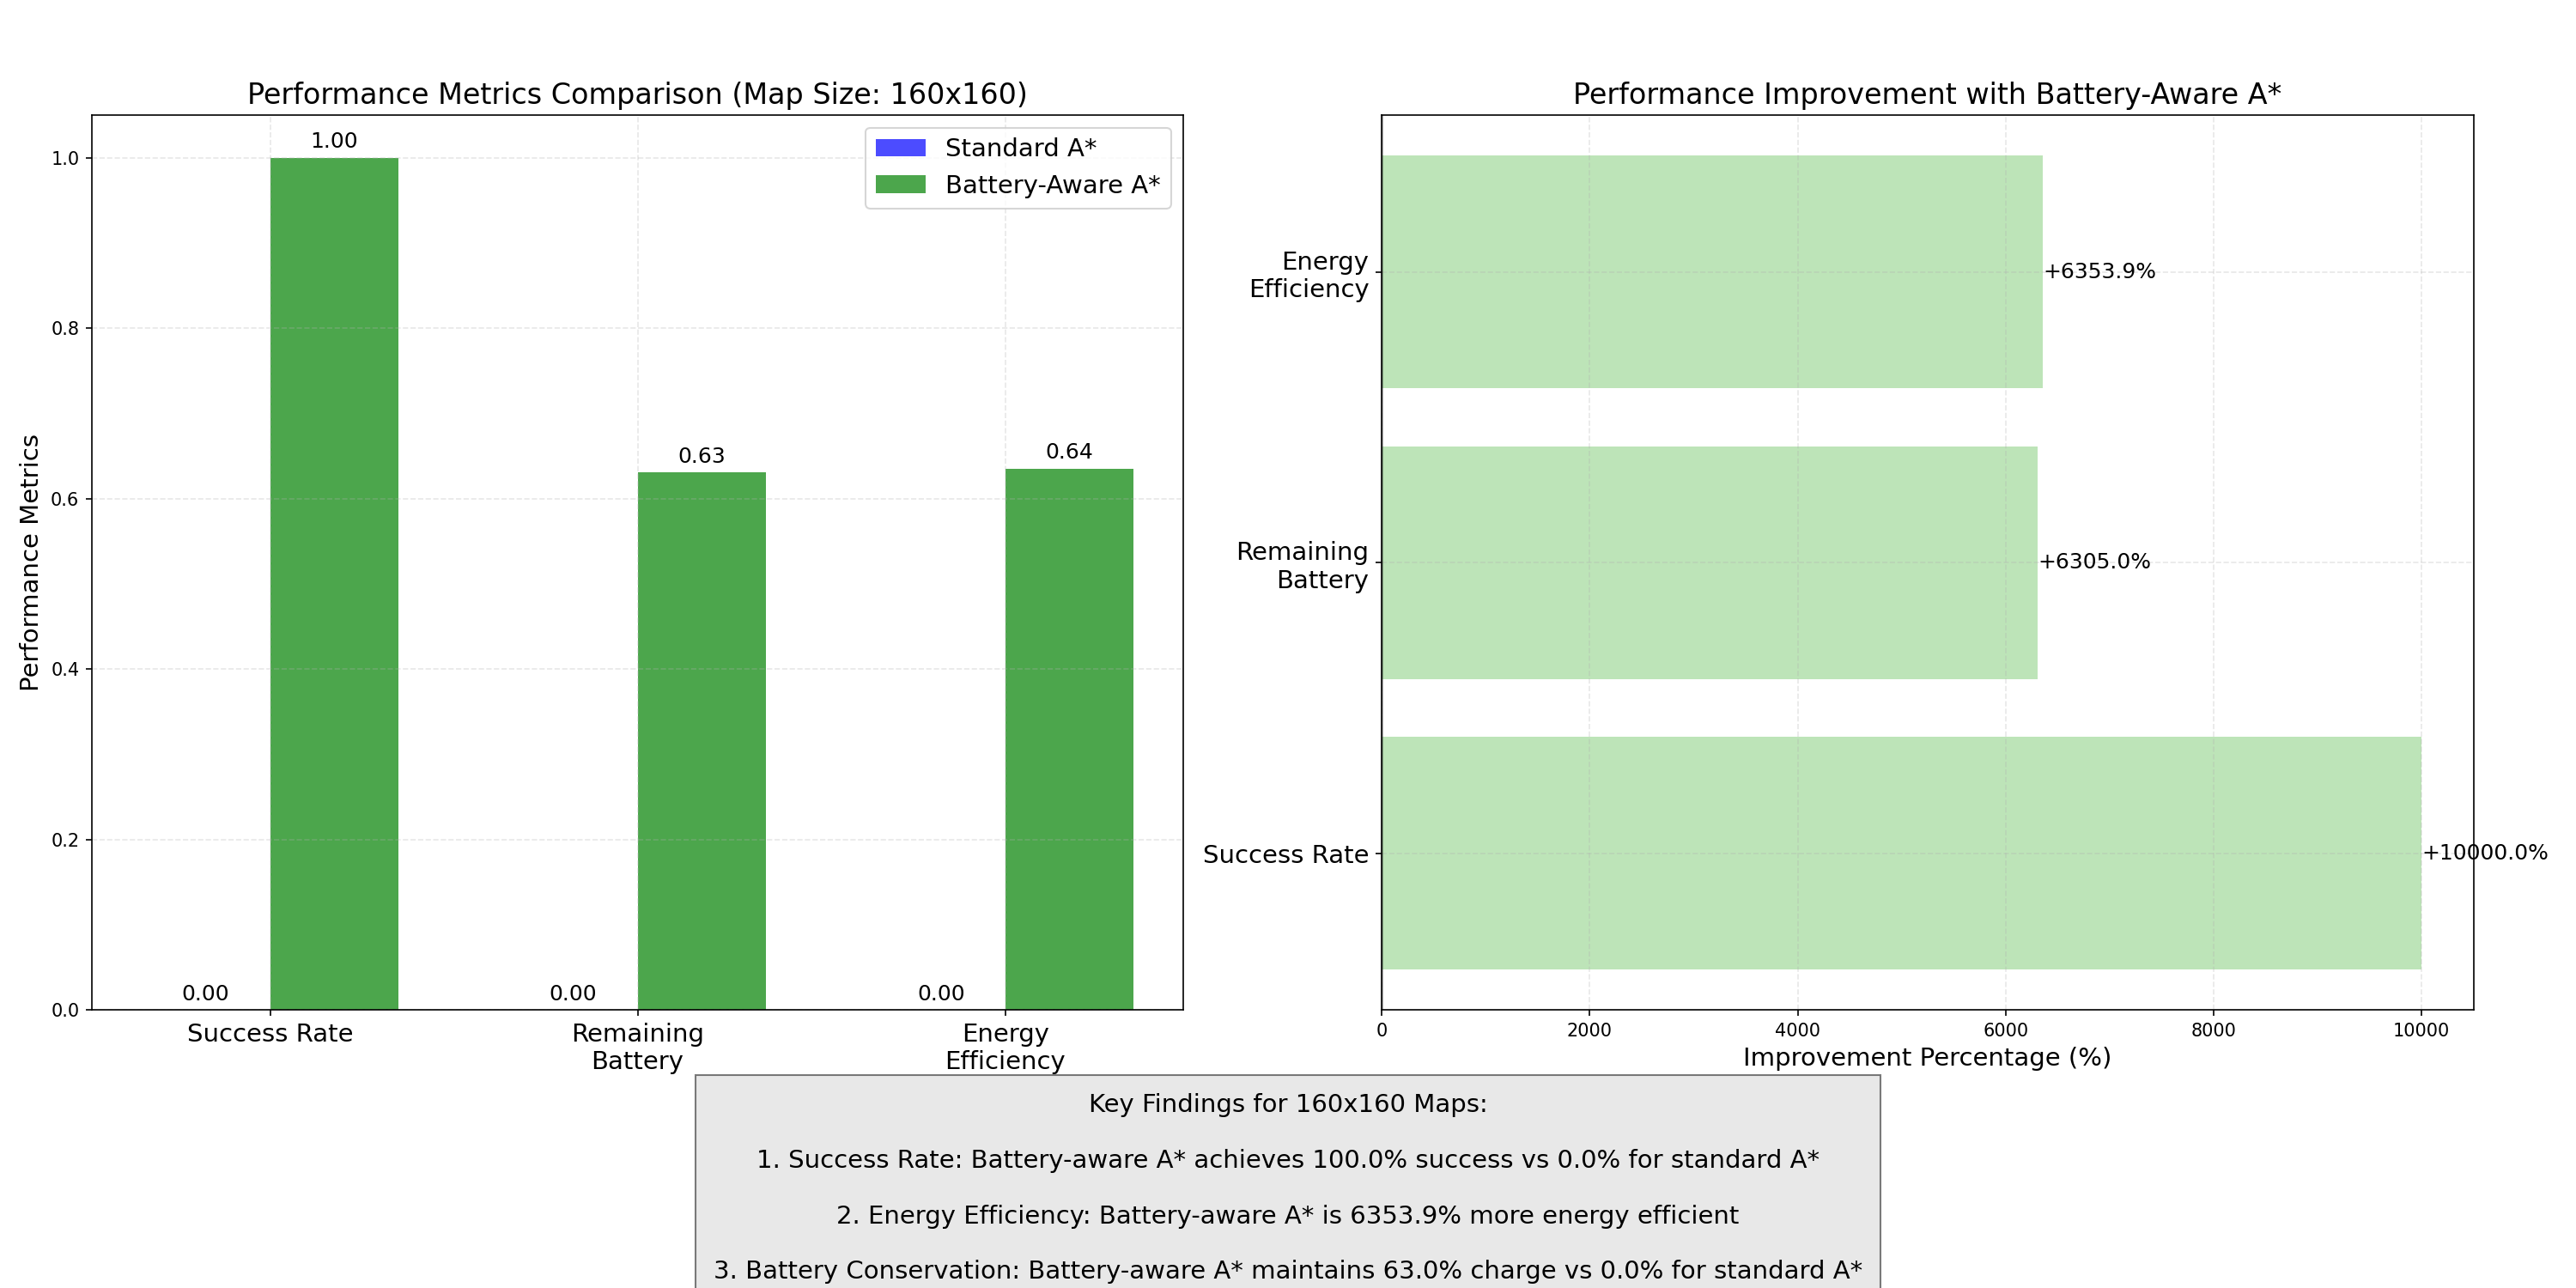 Performance Metrics Comparison (Map Size: 160x160)
Performance Metrics
1.0
0.8
0.6
0.4
0.2
0.0
Standard A*
Battery-Aware A*
1.00
0.63
0.64
0.00
0.00
0.00
Success Rate
Remaining
Battery
Energy
Efficiency
Performance Improvement with Battery-Aware A*
Energy
Efficiency
+6353.9%
Remaining
Battery
+6305.0%
Success Rate
+10000.0%
0
2000
4000
6000
8000
10000
Improvement Percentage (%)
Key Findings for 160x160 Maps:
1. Success Rate: Battery-aware A* achieves 100.0% success vs 0.0% for standard A*
2. Energy Efficiency: Battery-aware A* is 6353.9% more energy efficient
3. Battery Conservation: Battery-aware A* maintains 63.0% charge vs 0.0% for standard A*